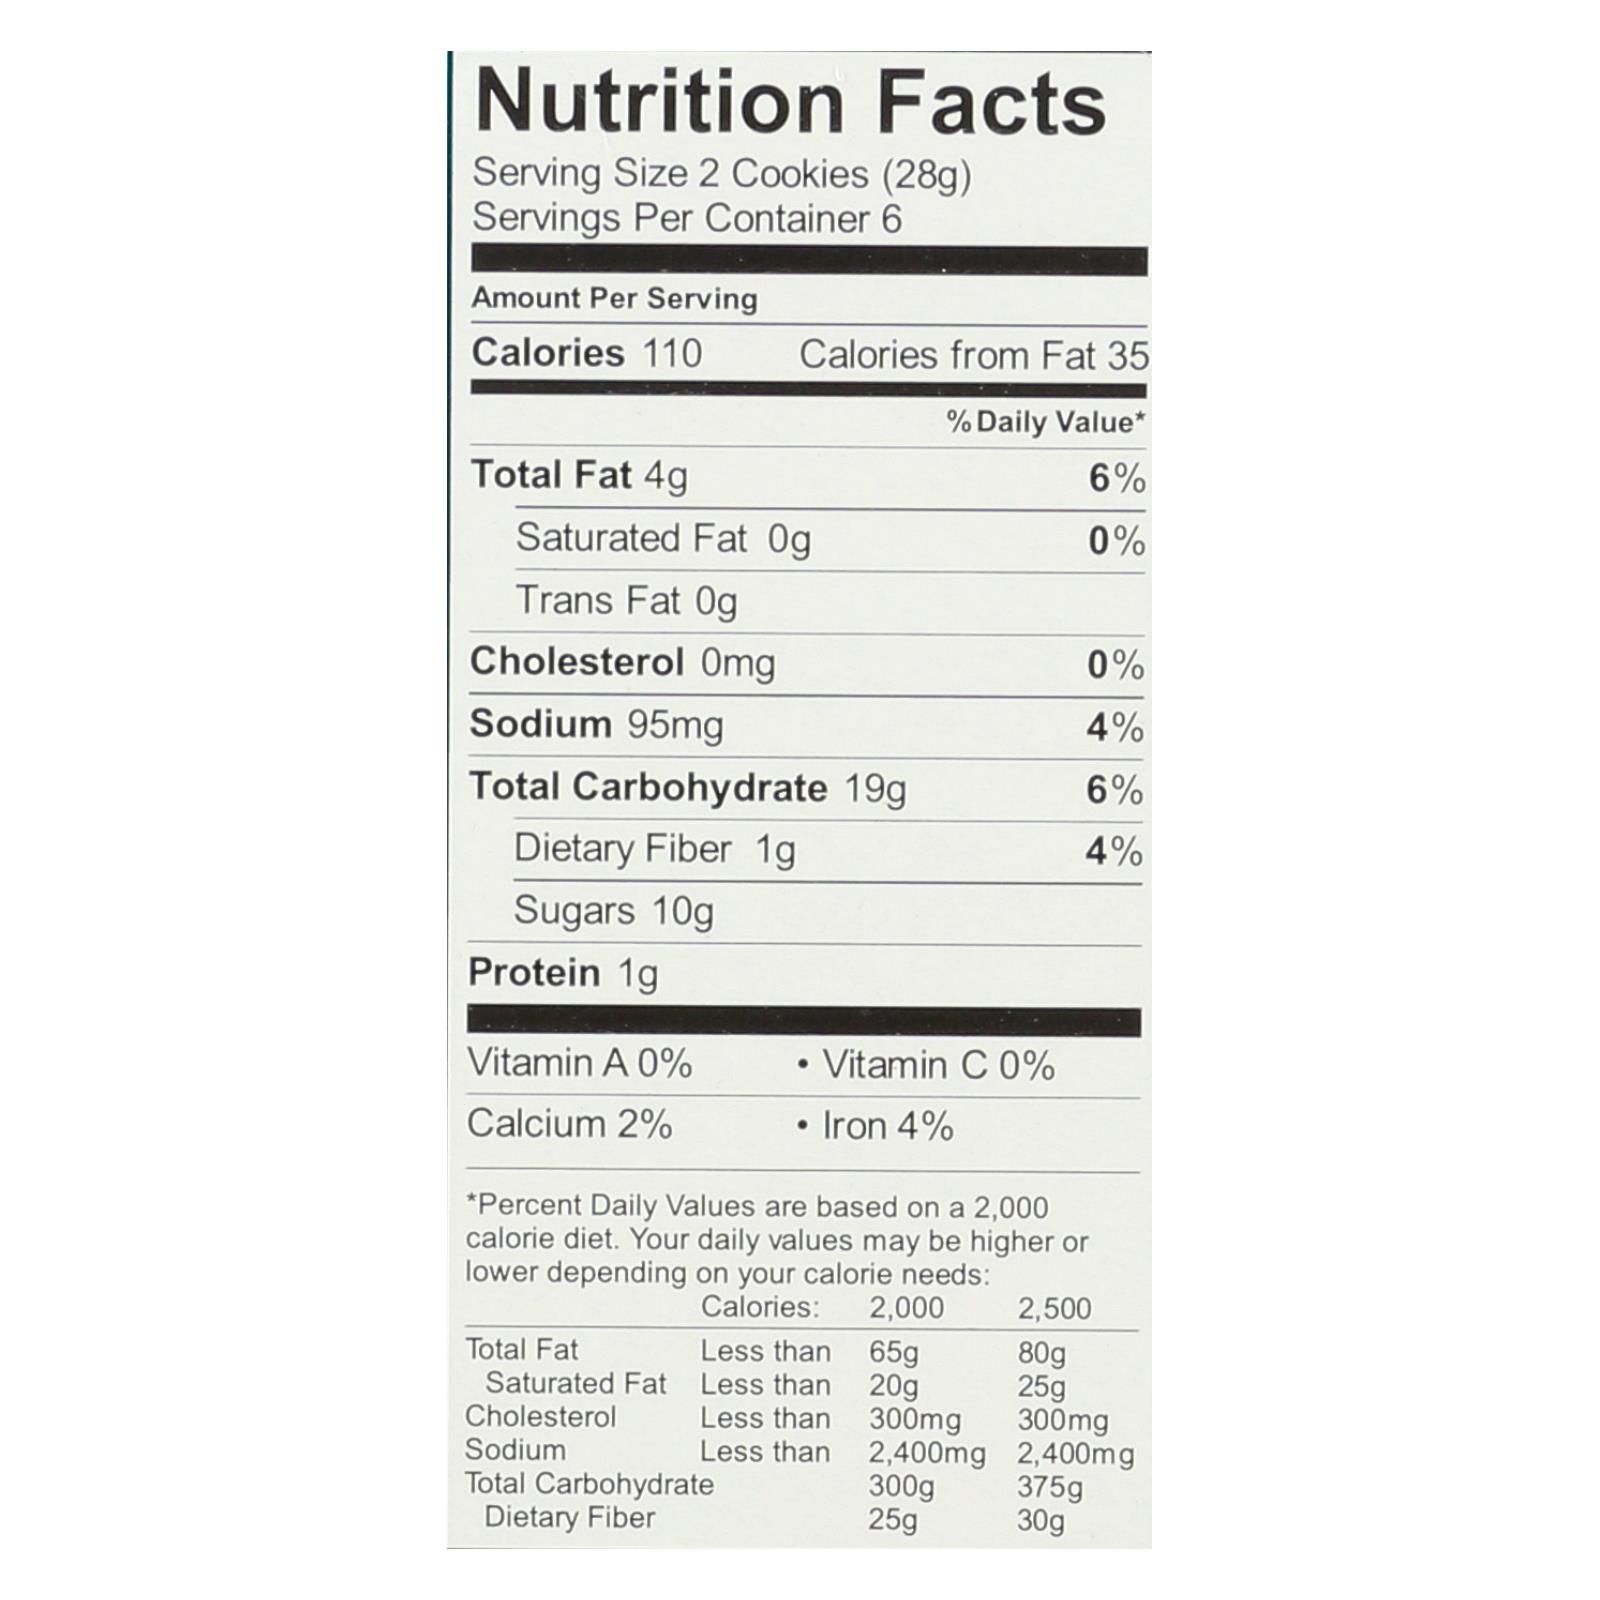 Nutrition Facts
Serving Size 2 Cookies (28g)
Servings Per Container 6
Amount Per Serving
Calories 110 Calories from Fat 35
% Daily Value*
Total Fat 4g 6%
Saturated Fat 0g 0%
Trans Fat 0g
Cholesterol 0mg 0%
Sodium 95mg 4%
Total Carbohydrate 19g 6%
Dietary Fiber 1g 4%
Sugars 10g
Protein 1g
Vitamin A 0% • Vitamin C 0%
Calcium 2% • Iron 4%
*Percent Daily Values are based on a 2,000
calorie diet. Your daily values may be higher or
lower depending on your calorie needs:
Calories: 2,000 2,500
Total Fat Less than 65g 80g
Saturated Fat Less than 20g 25g
Cholesterol Less than 300mg 300mg
Sodium Less than 2,400mg 2,400mg
Total Carbohydrate 300g 375g
Dietary Fiber 25g 30g